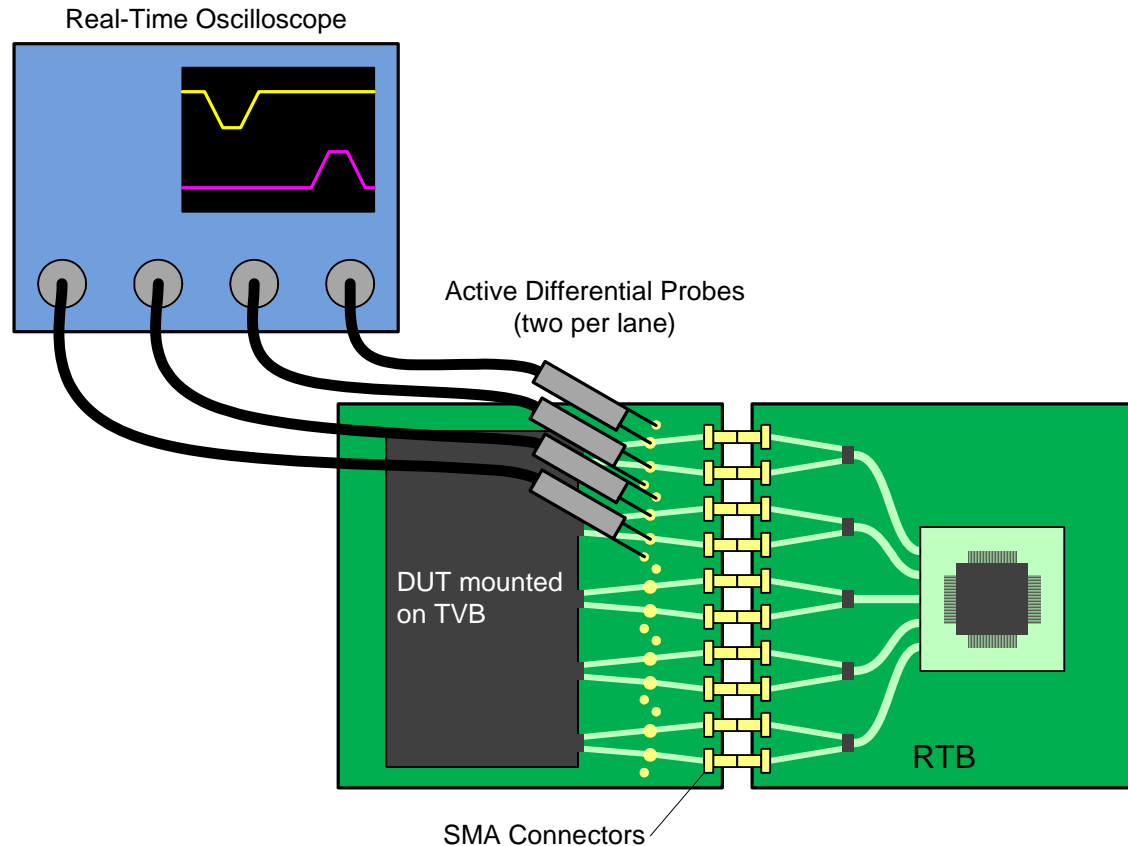 Real-Time Oscilloscope
Active Differential Probes
(two per lane)
DUT mounted
on TVB
RTB
SMA Connectors